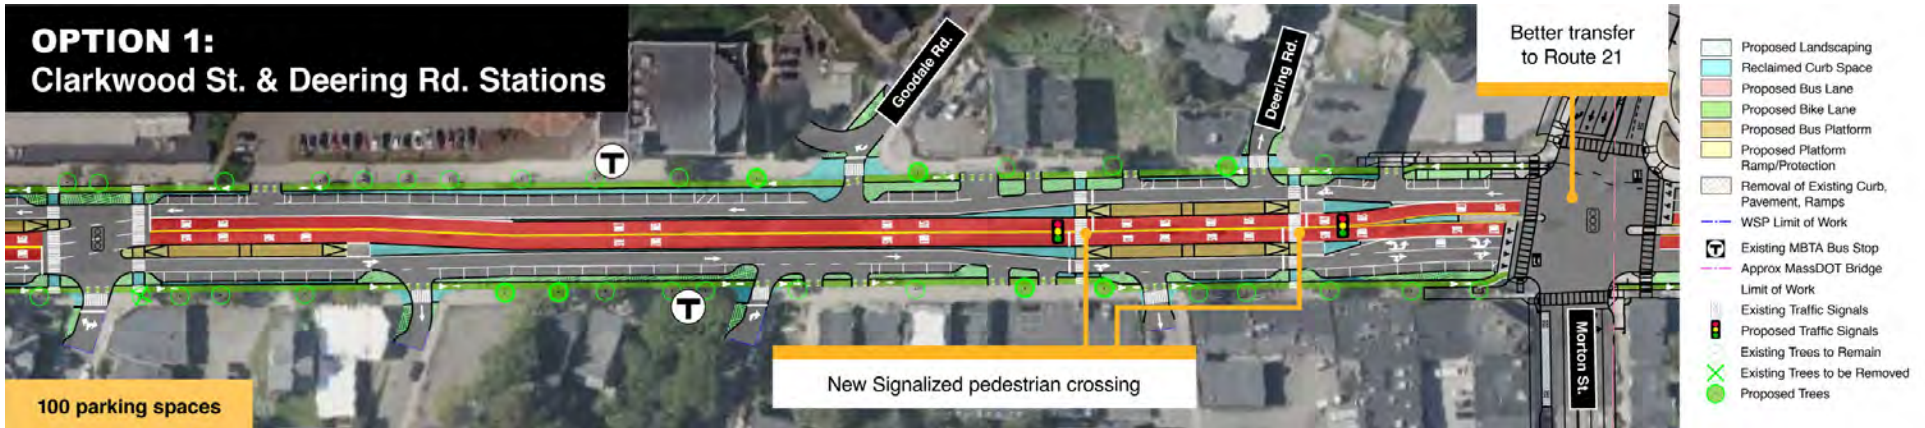 OPTION 1:
Clarkwood St. & Deering Rd. Stations
Goodale Rd.
Deering Rd.
Better transfer
to Route 21
T
T
New Signalized pedestrian crossing
Morton St.
100 parking spaces
Proposed Landscaping
Reclaimed Curb Space
Proposed Bus Lane
Proposed Bike Lane
Proposed Bus Platform
Proposed Platform
Ramp/Protection
Removal of Existing Curb,
Pavement, Ramps
WSP Limit of Work
T
Existing MBTA Bus Stop
Approx MassDOT Bridge
Limit of Work
Existing Traffic Signals
Proposed Traffic Signals
Existing Trees to Remain
Existing Trees to be Removed
Proposed Trees